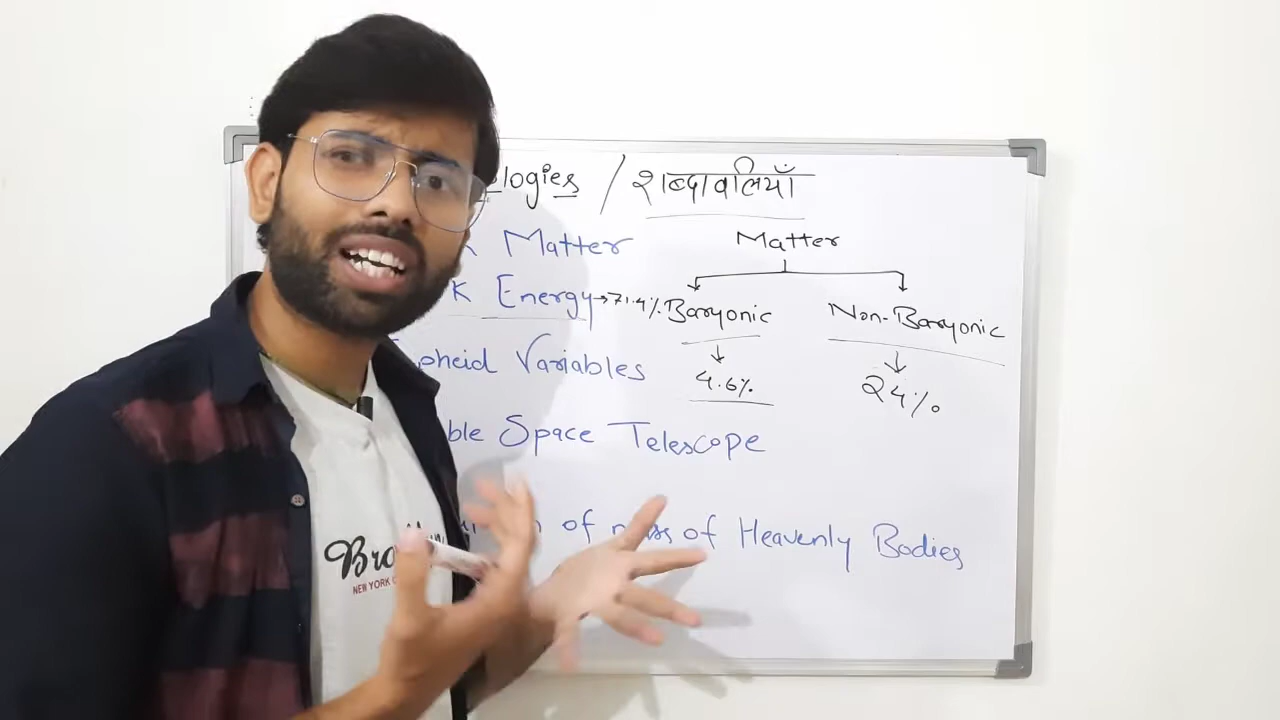 logies / शब्दावलियाँ
Matter
K Energy → 71.4%
pheid Variables
ble Space Telescope
of mass of Heavenly Bodies
Matter
Baryonic
Non-Baryonic
4.6%
24%
NEW YORK